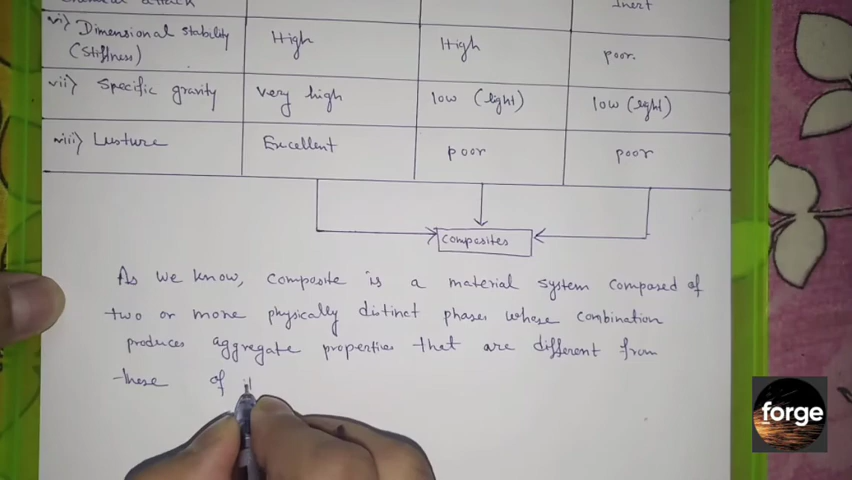 inert
vi) Dimensional stability High High poor.
(Stiffness)
vii) Specific gravity very high low (light) low (light)
viii) Lusture Excellent poor poor
Composites
As we know, composite is a material system composed of
two or more physically distinct phases whose combination
produces aggregate properties that are different from
these of
forge